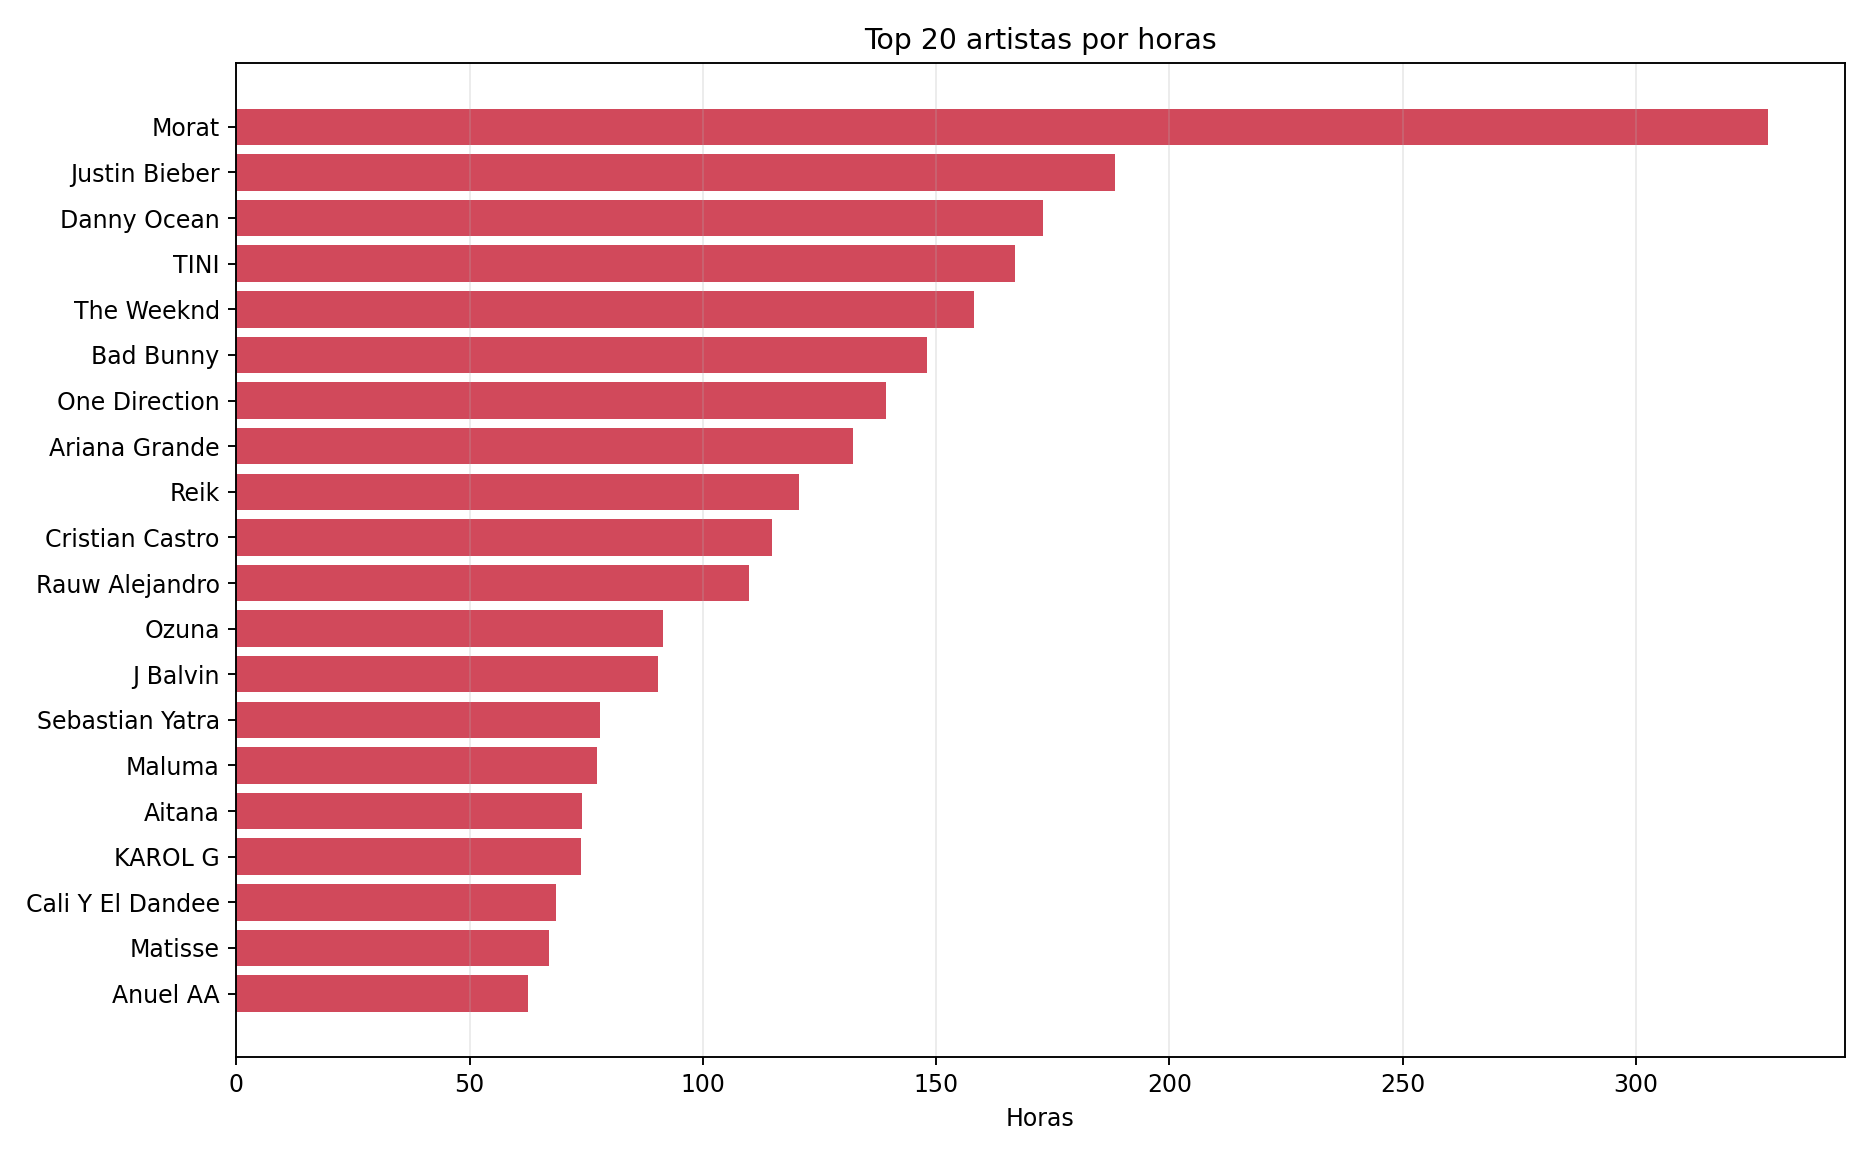 Top 20 artistas por horas
Morat
Justin Bieber
Danny Ocean
TINI
The Weeknd
Bad Bunny
One Direction
Ariana Grande
Reik
Cristian Castro
Rauw Alejandro
Ozuna
J Balvin
Sebastian Yatra
Maluma
Aitana
KAROL G
Cali Y El Dandee
Matisse
Anuel AA
0 50 100 150 200 250 300
Horas